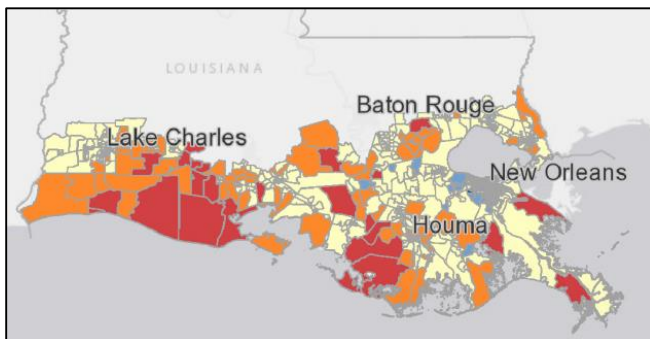 LOUISIANA
Baton Rouge
Lake Charles
New Orleans
Houma